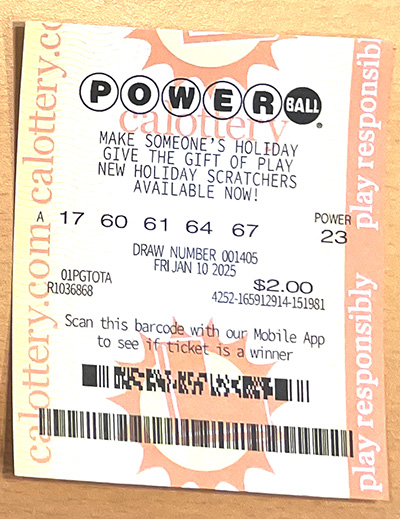 POWERBALL
calottery
MAKE SOMEONE'S HOLIDAY
GIVE THE GIFT OF PLAY
NEW HOLIDAY SCRATCHERS
AVAILABLE NOW!
A 17 60 61 64 67 POWER
23
DRAW NUMBER 001405
FRI JAN 10 2025
01PGTOTA $2.00
R1036868 4252-165912914-151981
Scan this barcode with our Mobile App
to see if ticket is a winner
calottery.com calottery.co
play responsibly play responsibl